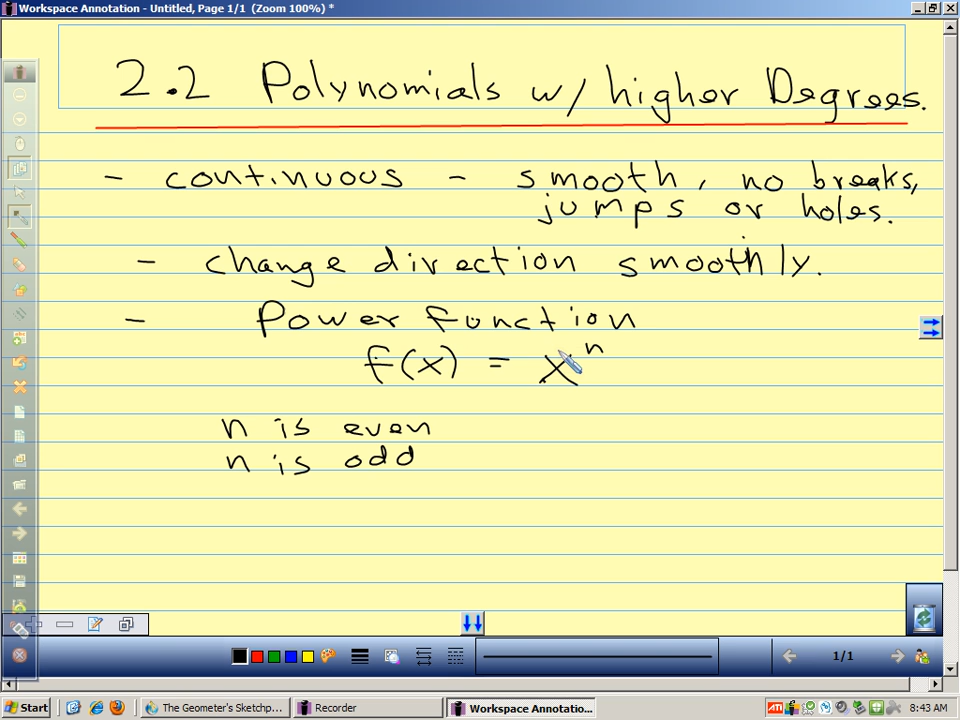 Workspace Annotation - Untitled, Page 1/1 (Zoom 100%) *
2.2 Polynomials w/ higher Degrees.
- continuous - smooth, no breaks,
jumps or holes.
- change direction smoothly.
- Power function
f(x) = x^n
n is even
n is odd
1/1
Start
The Geometer's Sketchp...
Recorder
Workspace Annotatio...
ATI
8:43 AM